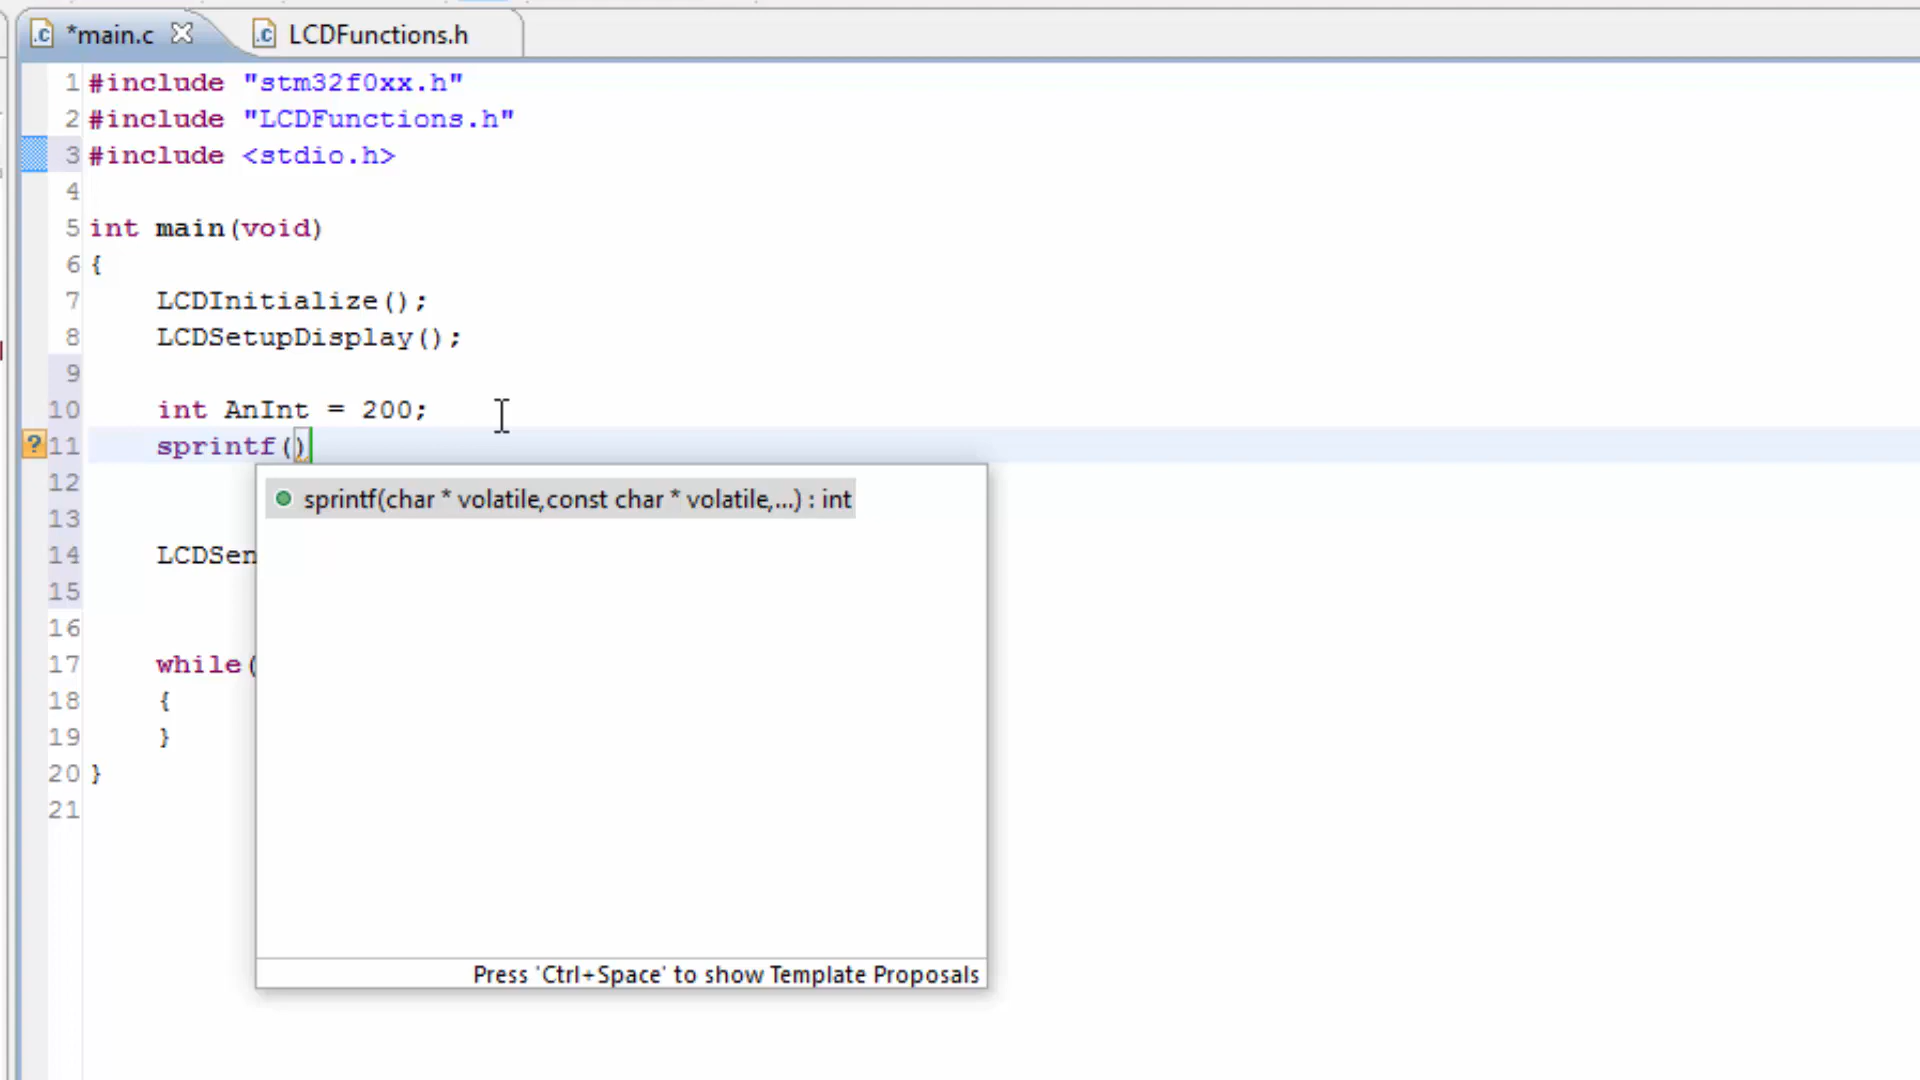 *main.c LCDFunctions.h
1 #include "stm32f0xx.h"
2 #include "LCDFunctions.h"
3 #include <stdio.h>
4
5 int main(void)
6 {
7 LCDInitialize();
8 LCDSetupDisplay();
9
10 int AnInt = 200;
? 11 sprintf()
12
sprintf(char * volatile,const char * volatile,...) : int
13
14 LCDSen
15
16
17 while(
18 {
19 }
20 }
21
Press 'Ctrl+Space' to show Template Proposals